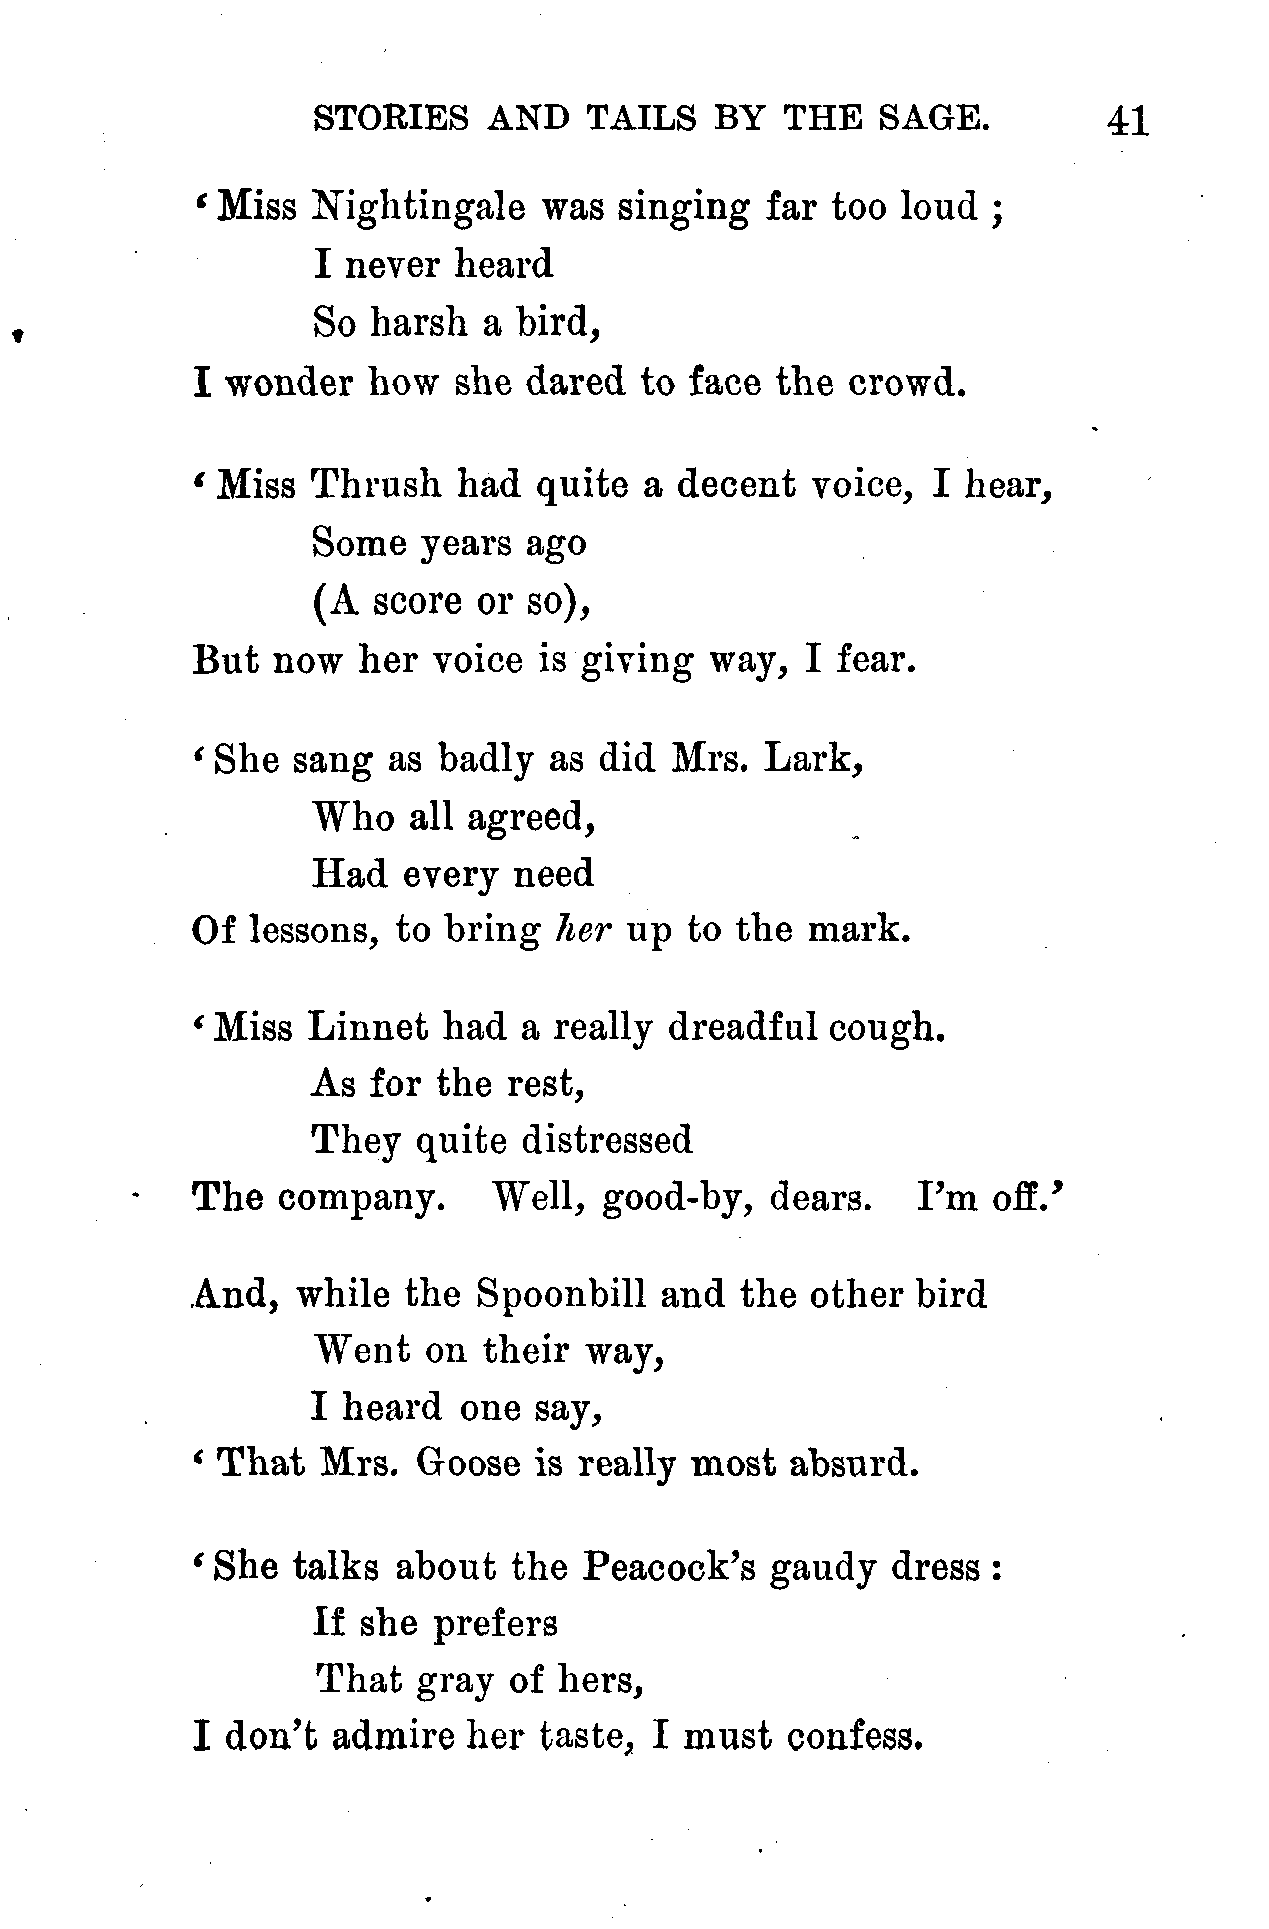 STORIES AND TAILS BY THE SAGE. 41
‘Miss Nightingale was singing far too loud;
I never heard
So harsh a bird,
I wonder how she dared to face the crowd.
‘Miss Thrush had quite a decent voice, I hear,
Some years ago
(A score or so),
But now her voice is giving way, I fear.
‘She sang as badly as did Mrs. Lark,
Who all agreed,
Had every need
Of lessons, to bring her up to the mark.
‘Miss Linnet had a really dreadful cough.
As for the rest,
They quite distressed
The company. Well, good-by, dears. I’m off.’
And, while the Spoonbill and the other bird
Went on their way,
I heard one say,
‘That Mrs. Goose is really most absurd.
‘She talks about the Peacock’s gaudy dress:
If she prefers
That gray of hers,
I don’t admire her taste, I must confess.